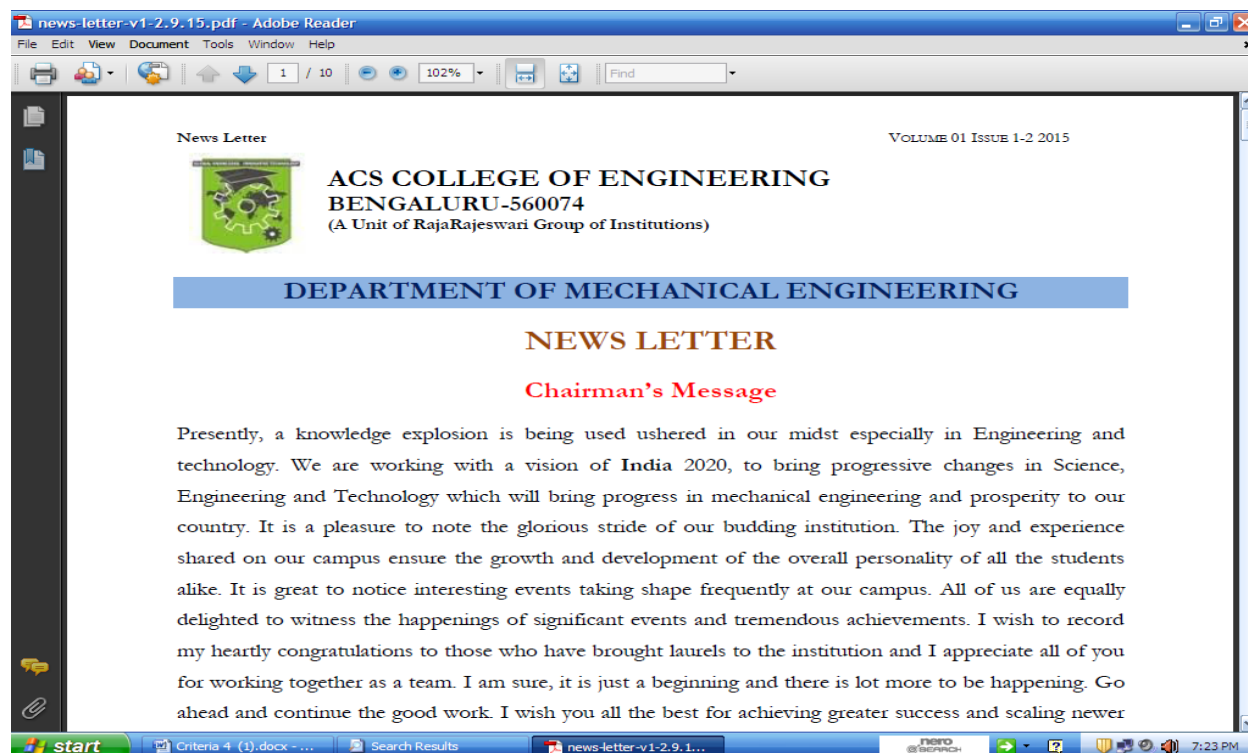 news-letter-v1-2.9.15.pdf - Adobe Reader
File Edit View Document Tools Window Help
1 / 10 102% Find
News Letter VOLUME 01 ISSUE 1-2 2015
ACS COLLEGE OF ENGINEERING
BENGALURU-560074
(A Unit of RajaRajeswari Group of Institutions)
DEPARTMENT OF MECHANICAL ENGINEERING
NEWS LETTER
Chairman's Message
Presently, a knowledge explosion is being used ushered in our midst especially in Engineering and
technology. We are working with a vision of India 2020, to bring progressive changes in Science,
Engineering and Technology which will bring progress in mechanical engineering and prosperity to our
country. It is a pleasure to note the glorious stride of our budding institution. The joy and experience
shared on our campus ensure the growth and development of the overall personality of all the students
alike. It is great to notice interesting events taking shape frequently at our campus. All of us are equally
delighted to witness the happenings of significant events and tremendous achievements. I wish to record
my heartly congratulations to those who have brought laurels to the institution and I appreciate all of you
for working together as a team. I am sure, it is just a beginning and there is lot more to be happening. Go
ahead and continue the good work. I wish you all the best for achieving greater success and scaling newer
start Criteria 4 (1).docx - ... Search Results news-letter-v1-2.9.1... nero SEARCH 7:23 PM